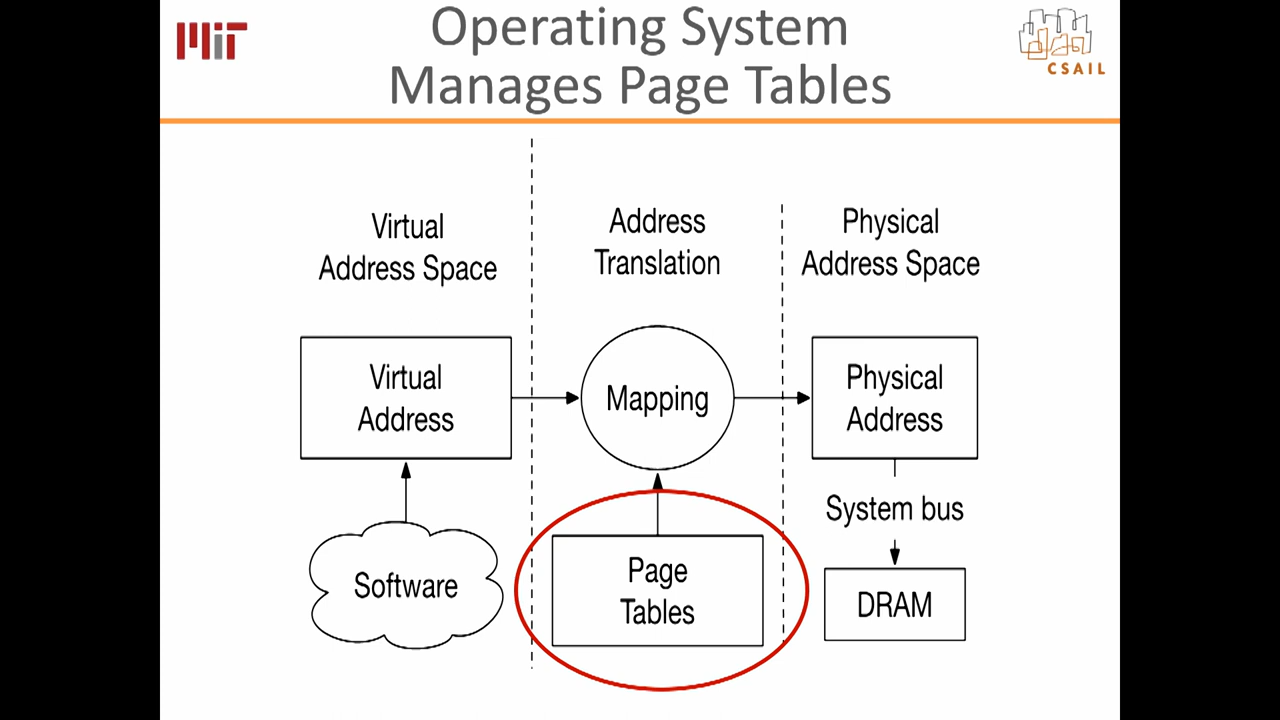 MIT
Operating System
Manages Page Tables
CSAIL
Virtual
Address Space
Address
Translation
Physical
Address Space
Virtual
Address
Mapping
Physical
Address
System bus
Software
Page
Tables
DRAM